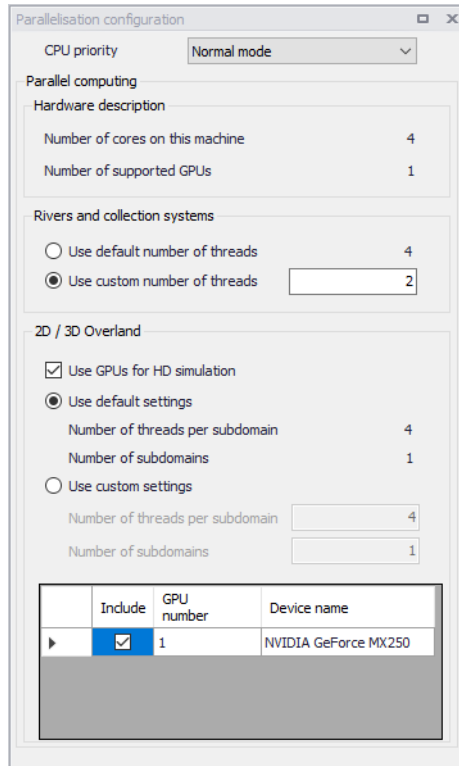 Parallelisation configuration
CPU priority Normal mode
Parallel computing
Hardware description
Number of cores on this machine 4
Number of supported GPUs 1
Rivers and collection systems
Use default number of threads 4
Use custom number of threads 2
2D / 3D Overland
Use GPUs for HD simulation
Use default settings
Number of threads per subdomain 4
Number of subdomains 1
Use custom settings
Number of threads per subdomain 4
Number of subdomains 1
Include GPU number Device name
1 NVIDIA GeForce MX250